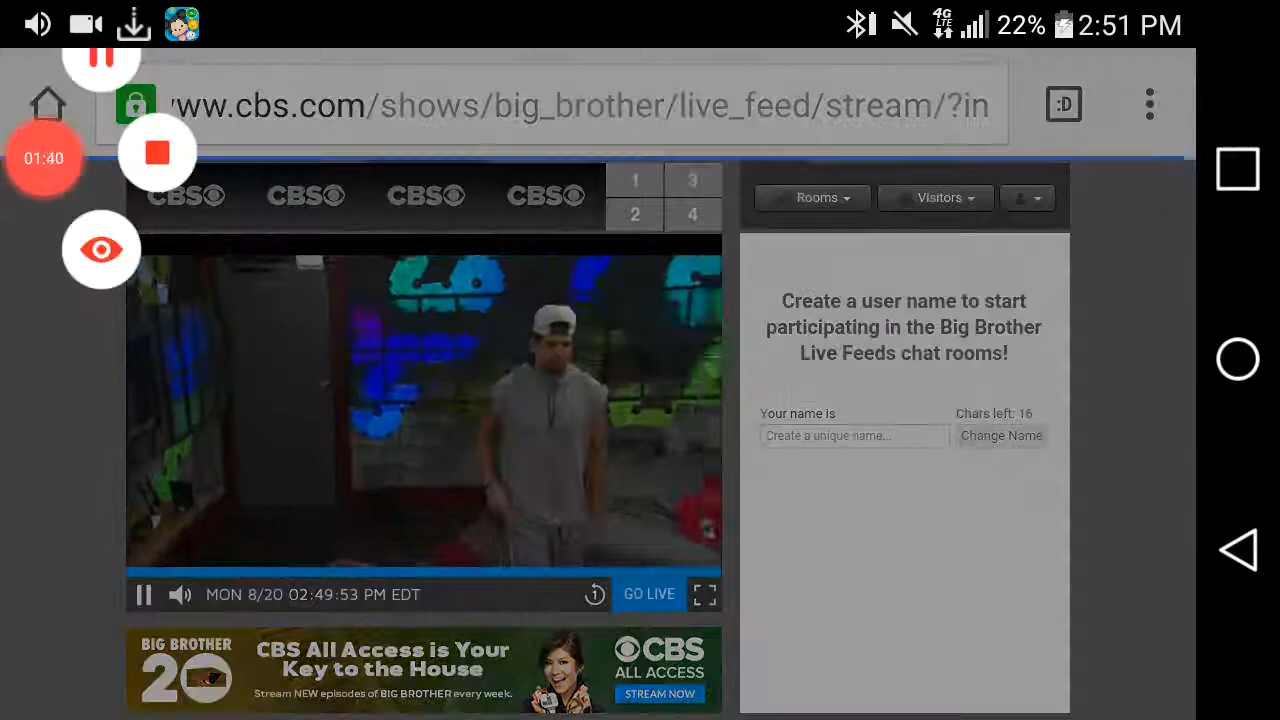 22% 2:51 PM
4G
LTE
www.cbs.com/shows/big_brother/live_feed/stream/?in
:D
01:40
CBS CBS CBS CBS
1 3
2 4
Rooms Visitors
Create a user name to start
participating in the Big Brother
Live Feeds chat rooms!
Your name is Chars left: 16
Create a unique name... Change Name
MON 8/20 02:49:53 PM EDT 1 GO LIVE
BIG BROTHER
20
CBS All Access is Your
Key to the House
Stream NEW episodes of BIG BROTHER every week.
CBS
ALL ACCESS
STREAM NOW